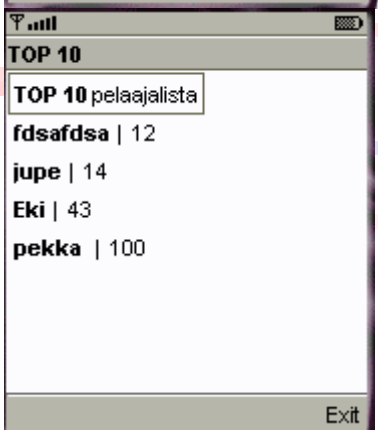 TOP 10
TOP 10 pelaajalista
fdsafdsa | 12
jupe | 14
Eki | 43
pekka | 100
Exit